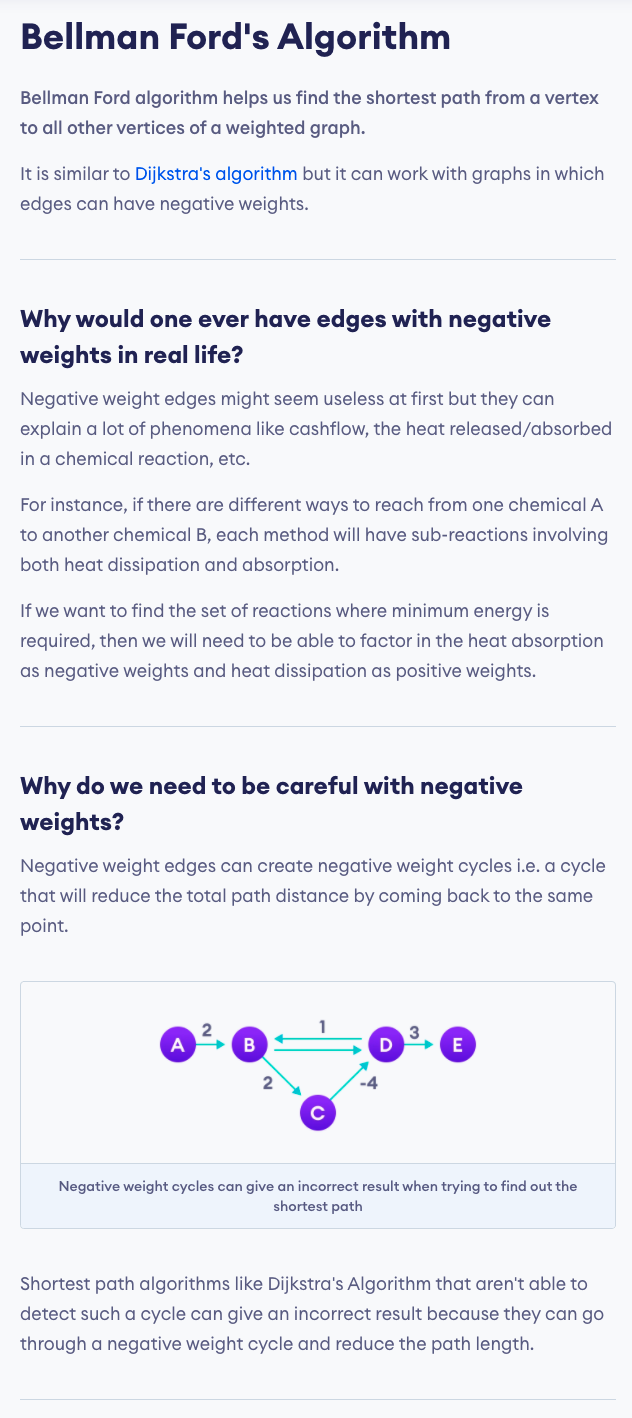 Bellman Ford's Algorithm
Bellman Ford algorithm helps us find the shortest path from a vertex
to all other vertices of a weighted graph.
It is similar to Dijkstra's algorithm but it can work with graphs in which
edges can have negative weights.
Why would one ever have edges with negative
weights in real life?
Negative weight edges might seem useless at first but they can
explain a lot of phenomena like cashflow, the heat released/absorbed
in a chemical reaction, etc.
For instance, if there are different ways to reach from one chemical A
to another chemical B, each method will have sub-reactions involving
both heat dissipation and absorption.
If we want to find the set of reactions where minimum energy is
required, then we will need to be able to factor in the heat absorption
as negative weights and heat dissipation as positive weights.
Why do we need to be careful with negative
weights?
Negative weight edges can create negative weight cycles i.e. a cycle
that will reduce the total path distance by coming back to the same
point.
A 2 B 1 D 3 E
2 -4
C
Negative weight cycles can give an incorrect result when trying to find out the
shortest path
Shortest path algorithms like Dijkstra's Algorithm that aren't able to
detect such a cycle can give an incorrect result because they can go
through a negative weight cycle and reduce the path length.